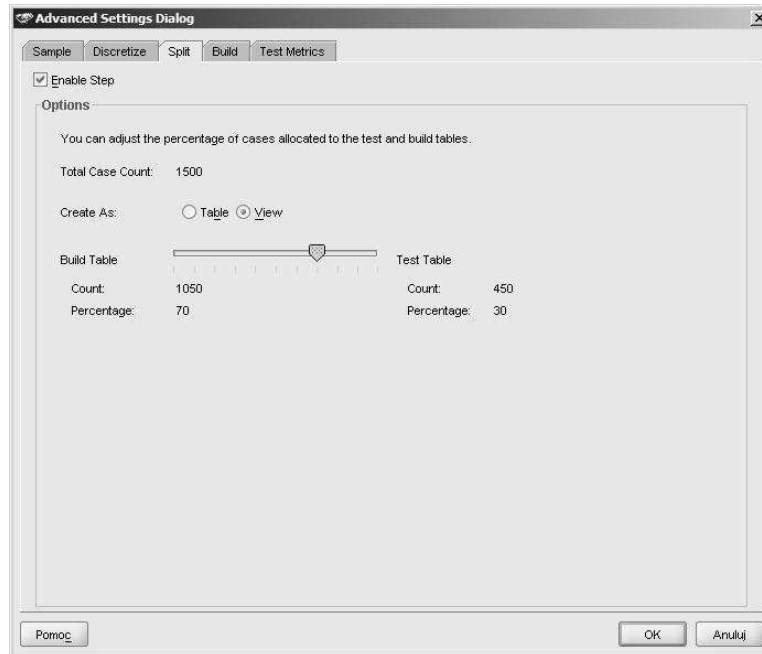 Advanced Settings Dialog
Sample Discretize Split Build Test Metrics
Enable Step
Options
You can adjust the percentage of cases allocated to the test and build tables.
Total Case Count: 1500
Create As: Table View
Build Table Test Table
Count: 1050 Count: 450
Percentage: 70 Percentage: 30
Pomoc OK Anuluj